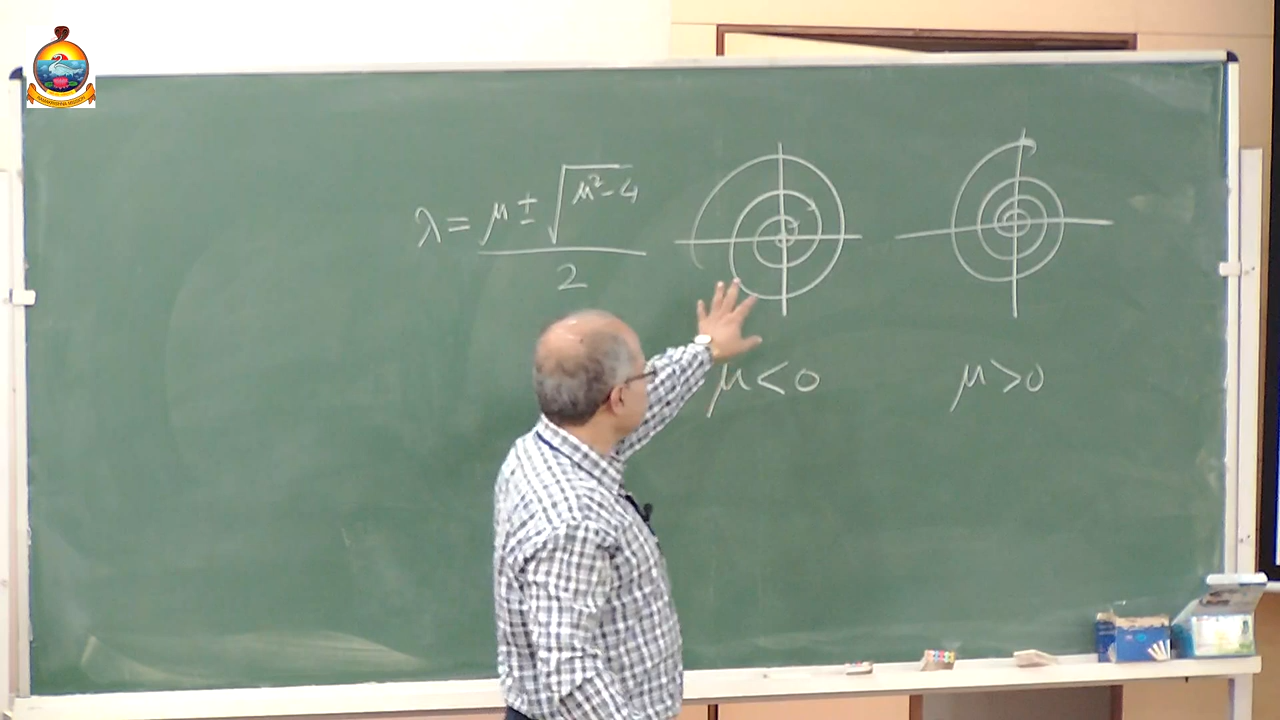 λ = (μ ± √(μ² - 4)) / 2
μ < 0
μ > 0